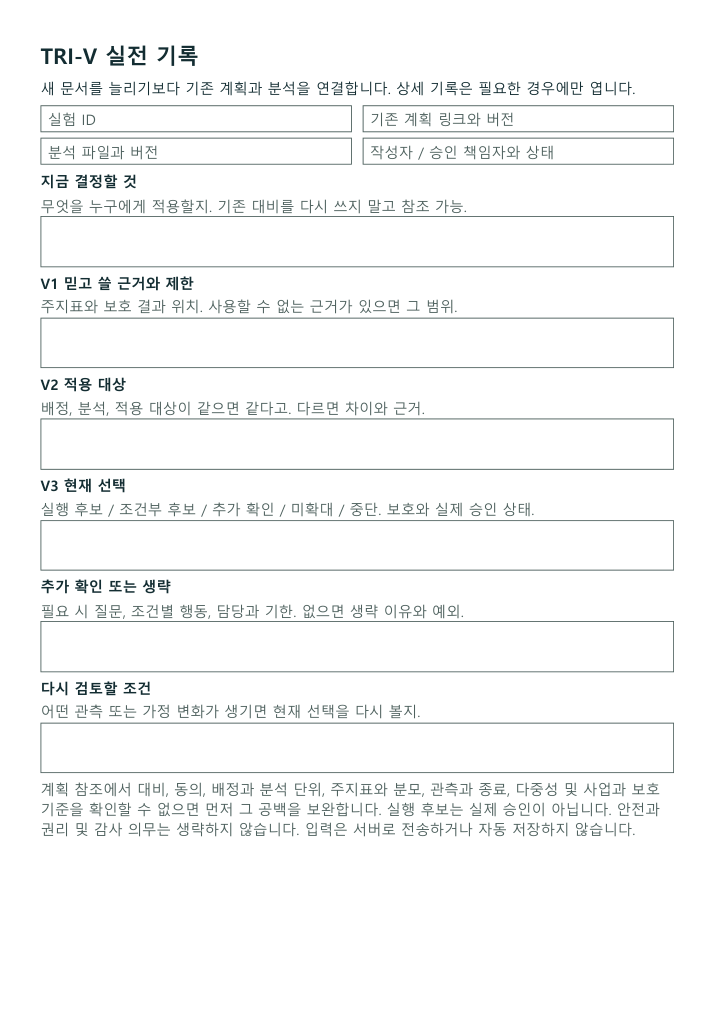 TRI-V 실전 기록
새 문서를 늘리기보다 기존 계획과 분석을 연결합니다. 상세 기록은 필요한 경우에만 엽니다.
실험 ID
기존 계획 링크와 버전
분석 파일과 버전
작성자 / 승인 책임자와 상태
지금 결정할 것
무엇을 누구에게 적용할지. 기존 대비를 다시 쓰지 말고 참조 가능.
V1 믿고 쓸 근거와 제한
주지표와 보호 결과 위치. 사용할 수 없는 근거가 있으면 그 범위.
V2 적용 대상
배정, 분석, 적용 대상이 같으면 같다고. 다르면 차이와 근거.
V3 현재 선택
실행 후보 / 조건부 후보 / 추가 확인 / 미확대 / 중단. 보호와 실제 승인 상태.
추가 확인 또는 생략
필요 시 질문, 조건별 행동, 담당과 기한. 없으면 생략 이유와 예외.
다시 검토할 조건
어떤 관측 또는 가정 변화가 생기면 현재 선택을 다시 볼지.
계획 참조에서 대비, 동의, 배정과 분석 단위, 주지표와 분모, 관측과 종료, 다중성 및 사업과 보호
기준을 확인할 수 없으면 먼저 그 공백을 보완합니다. 실행 후보는 실제 승인이 아닙니다. 안전과
권리 및 감사 의무는 생략하지 않습니다. 입력은 서버로 전송하거나 자동 저장하지 않습니다.